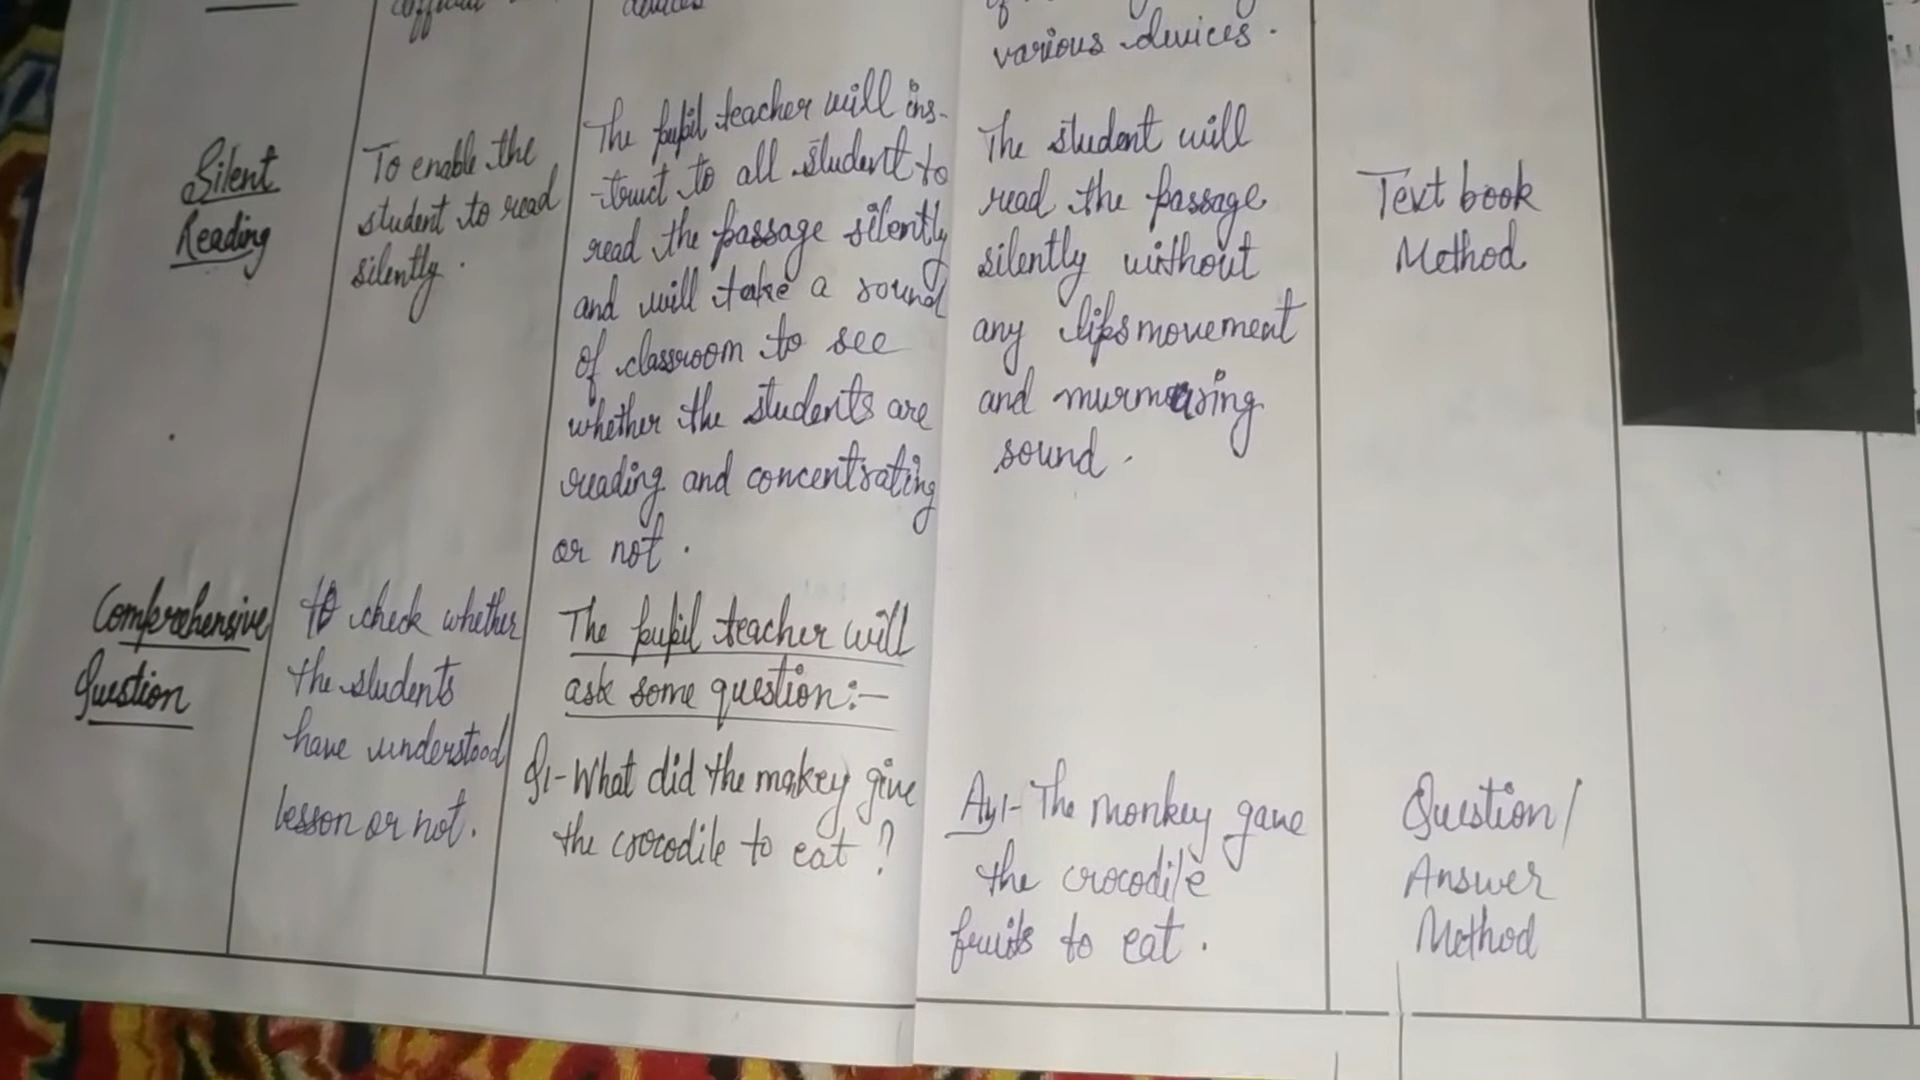 various devices.
Silent
Reading
To enable the
student to read
silently.
The pupil teacher will ins-
-truct to all student to
read the passage silently
and will take a round
of classroom to see
whether the students are
reading and concentrating
or not.
The student will
read the passage
silently without
any lips movement
and murmuring
sound.
Text book
Method
Comprehensive
Question
To check whether
the students
have understood
lesson or not.
The pupil teacher will
ask some question:-
Q1- What did the mokey give
the crocodile to eat?
Ay1- The monkey gave
the crocodile
fruits to eat.
Question/
Answer
Method